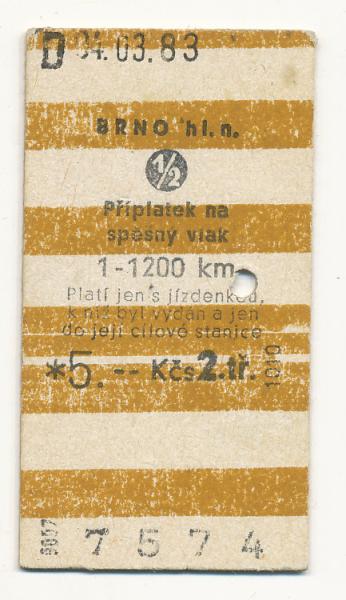 D 04.03.83
BRNO hl. n.
1/2
Příplatek na
spěšný vlak
1-1200 km
Platí jen s jízdenkou,
k níž byl vydán a jen
do její cílové stanice
*5.-- Kčs 2.tř.
1010
7574